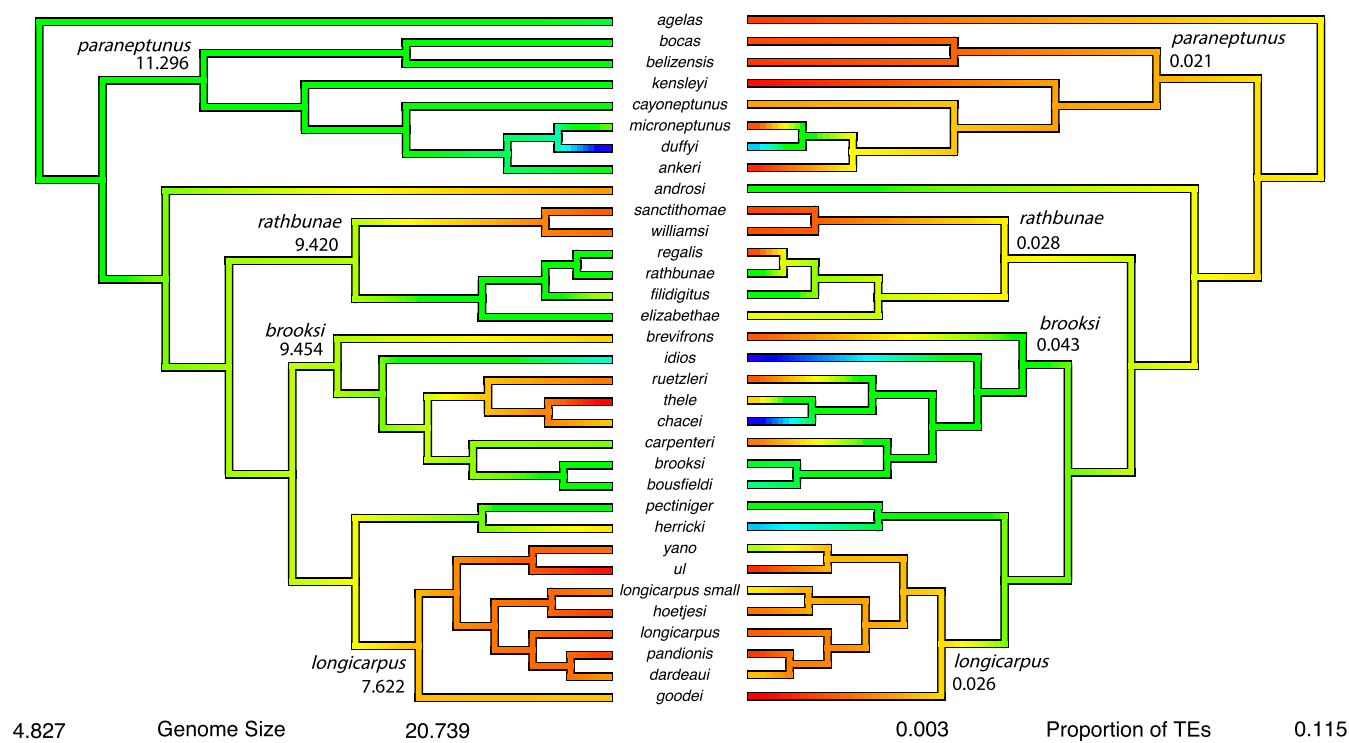 agelas
bocas
paraneptunus
11.296
paraneptunus
0.021
belizensis
kensleyi
cayoneptunus
microneptunus
duffyi
ankeri
androsi
sanctithomae
rathbunae
9.420
rathbunae
0.028
williamsi
regalis
rathbunae
filidigitus
elizabethae
brooksi
9.454
brooksi
0.043
brevifrons
idios
ruetzleri
thele
chacei
carpenteri
brooksi
bousfieldi
pectiniger
herricki
yano
ul
longicarpus small
hoetjesi
longicarpus
pandionis
dardeaui
longicarpus
7.622
longicarpus
0.026
goodei
4.827 Genome Size 20.739
0.003 Proportion of TEs 0.115